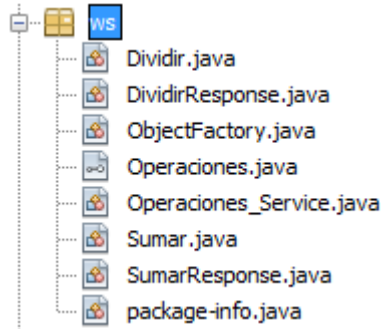 ws
Dividir.java
DividirResponse.java
ObjectFactory.java
Operaciones.java
Operaciones_Service.java
Sumar.java
SumarResponse.java
package-info.java